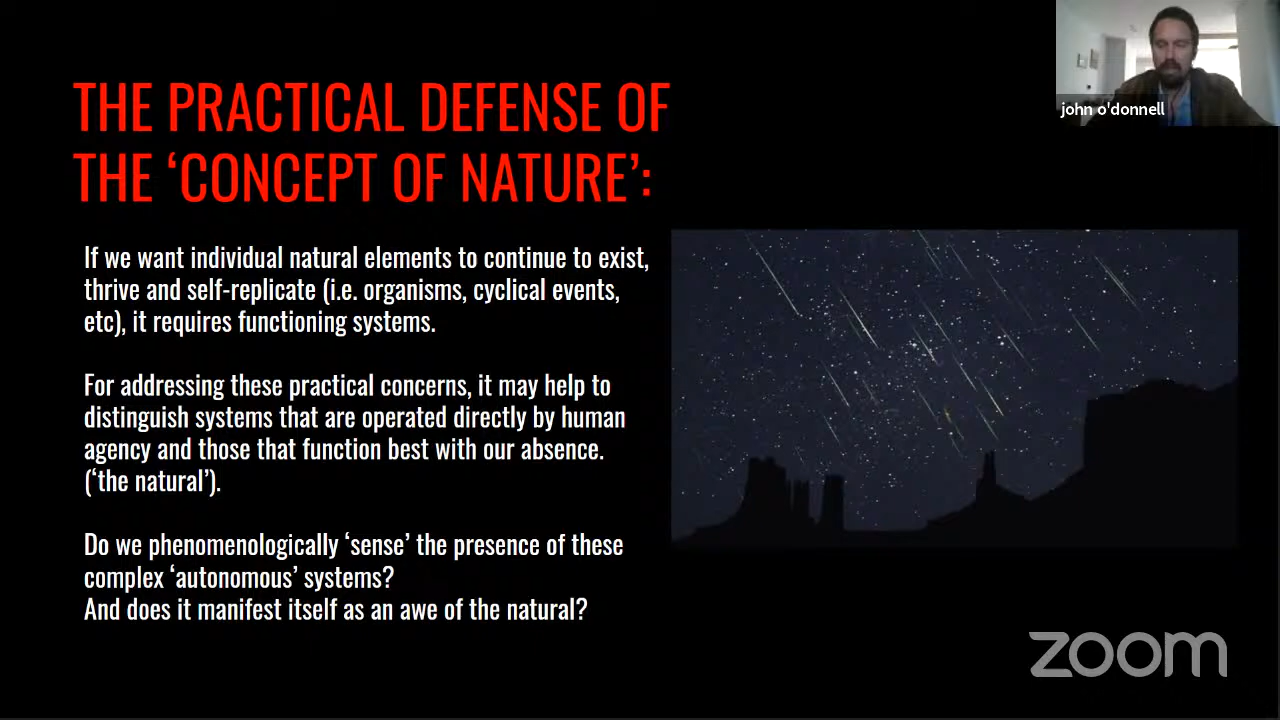 THE PRACTICAL DEFENSE OF
THE ‘CONCEPT OF NATURE’:
If we want individual natural elements to continue to exist,
thrive and self-replicate (i.e. organisms, cyclical events,
etc), it requires functioning systems.
For addressing these practical concerns, it may help to
distinguish systems that are operated directly by human
agency and those that function best with our absence.
(‘the natural’).
Do we phenomenologically ‘sense’ the presence of these
complex ‘autonomous’ systems?
And does it manifest itself as an awe of the natural?
john o'donnell
zoom